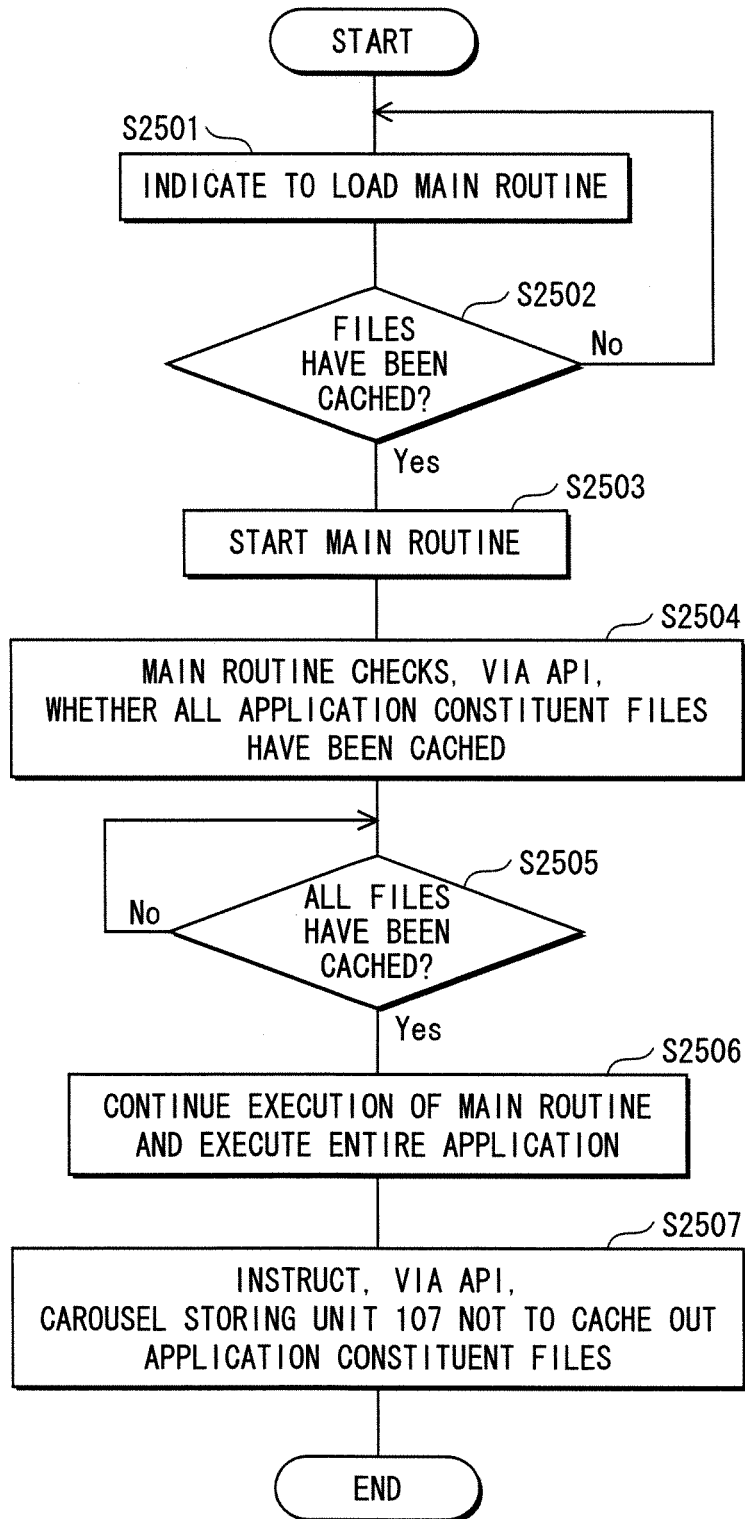 START
S2501
INDICATE TO LOAD MAIN ROUTINE
S2502
FILES
HAVE BEEN
CACHED?
No
Yes
S2503
START MAIN ROUTINE
S2504
MAIN ROUTINE CHECKS, VIA API,
WHETHER ALL APPLICATION CONSTITUENT FILES
HAVE BEEN CACHED
S2505
ALL FILES
HAVE BEEN
CACHED?
No
Yes
S2506
CONTINUE EXECUTION OF MAIN ROUTINE
AND EXECUTE ENTIRE APPLICATION
S2507
INSTRUCT, VIA API,
CAROUSEL STORING UNIT 107 NOT TO CACHE OUT
APPLICATION CONSTITUENT FILES
END